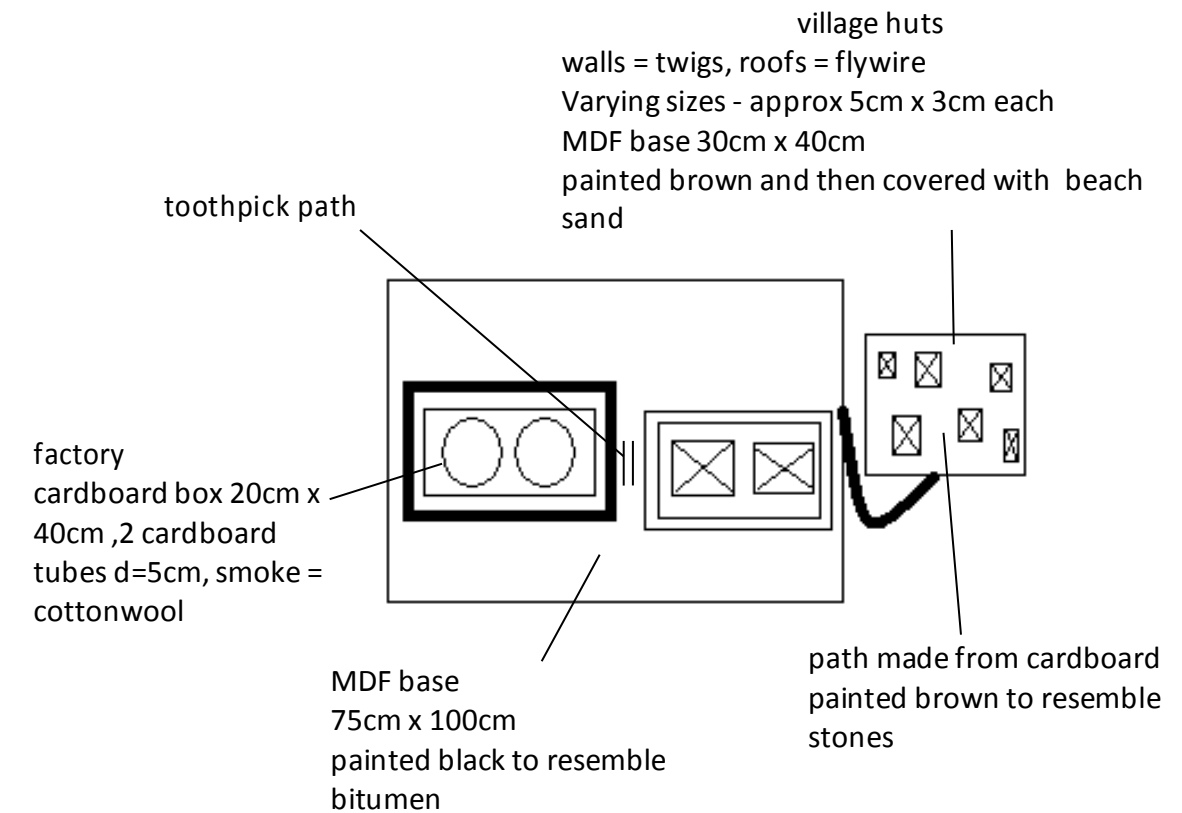 village huts
walls = twigs, roofs = flywire
Varying sizes - approx 5cm x 3cm each
MDF base 30cm x 40cm
painted brown and then covered with beach
sand
toothpick path
factory
cardboard box 20cm x
40cm ,2 cardboard
tubes d=5cm, smoke =
cottonwool
MDF base
75cm x 100cm
painted black to resemble
bitumen
path made from cardboard
painted brown to resemble
stones